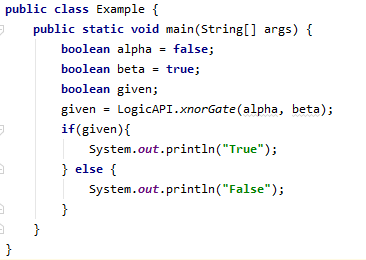 public class Example {
    public static void main(String[] args) {
        boolean alpha = false;
        boolean beta = true;
        boolean given;
        given = LogicAPI.xnorGate(alpha, beta);
        if(given){
            System.out.println("True");
        } else {
            System.out.println("False");
        }
    }
}